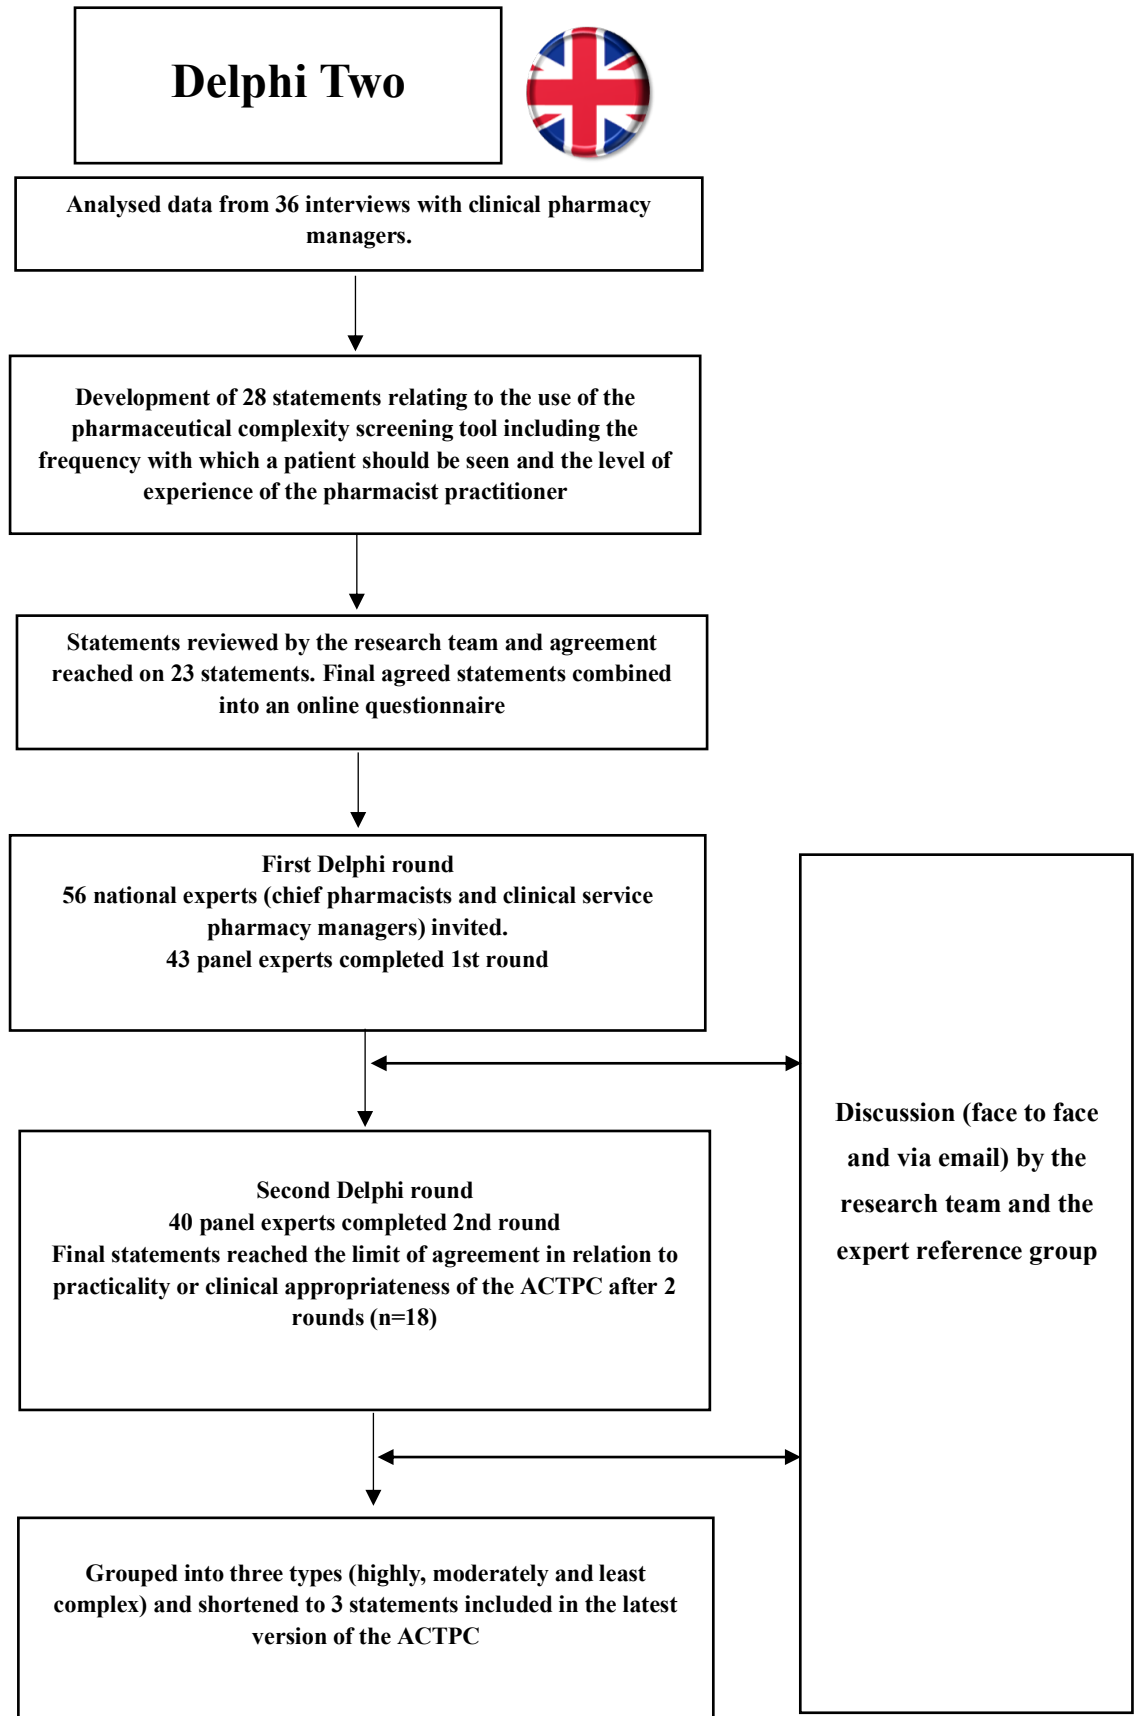 Delphi Two
Analysed data from 36 interviews with clinical pharmacy
managers.
Development of 28 statements relating to the use of the
pharmaceutical complexity screening tool including the
frequency with which a patient should be seen and the level of
experience of the pharmacist practitioner
Statements reviewed by the research team and agreement
reached on 23 statements. Final agreed statements combined
into an online questionnaire
First Delphi round
56 national experts (chief pharmacists and clinical service
pharmacy managers) invited.
43 panel experts completed 1st round
Second Delphi round
40 panel experts completed 2nd round
Final statements reached the limit of agreement in relation to
practicality or clinical appropriateness of the ACTPC after 2
rounds (n=18)
Grouped into three types (highly, moderately and least
complex) and shortened to 3 statements included in the latest
version of the ACTPC
Discussion (face to face
and via email) by the
research team and the
expert reference group